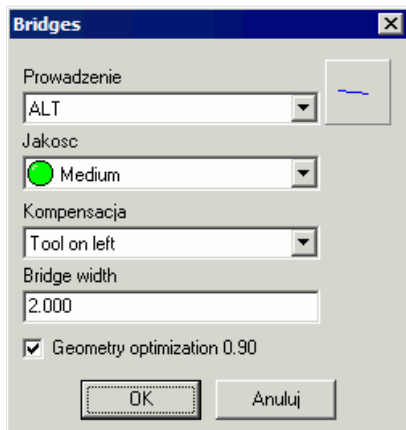 Bridges
Prowadzenie
ALT
Jakosc
Medium
Kompensacja
Tool on left
Bridge width
2.000
Geometry optimization 0.90
OK Anuluj